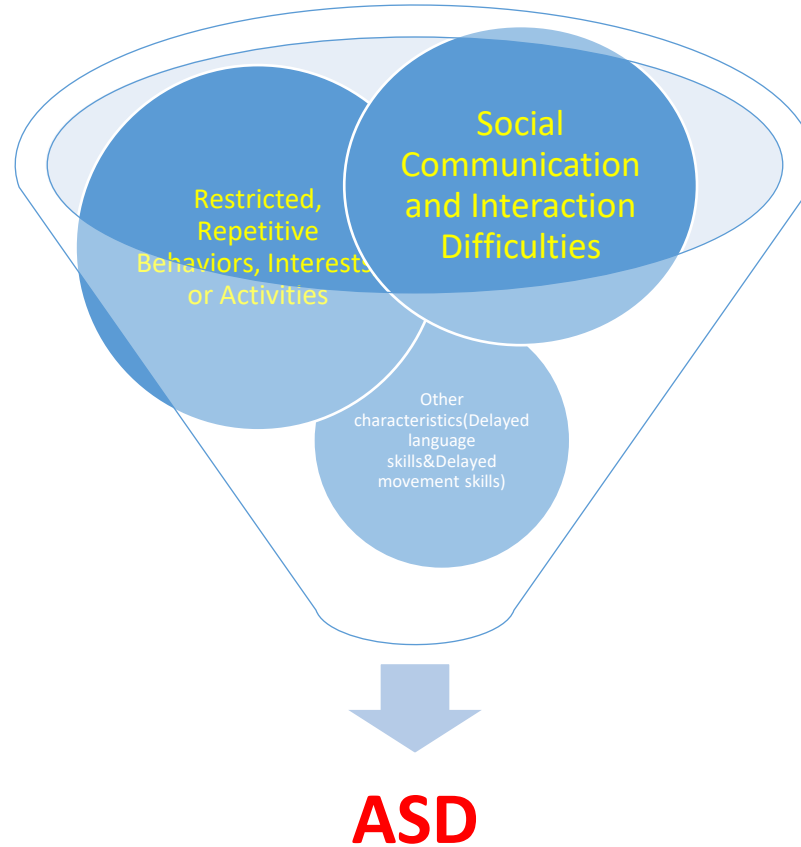 Social
Communication
and Interaction
Difficulties
Restricted,
Repetitive
Behaviors, Interests
or Activities
Other
characteristics(Delayed
language
skills&Delayed
movement skills)
ASD